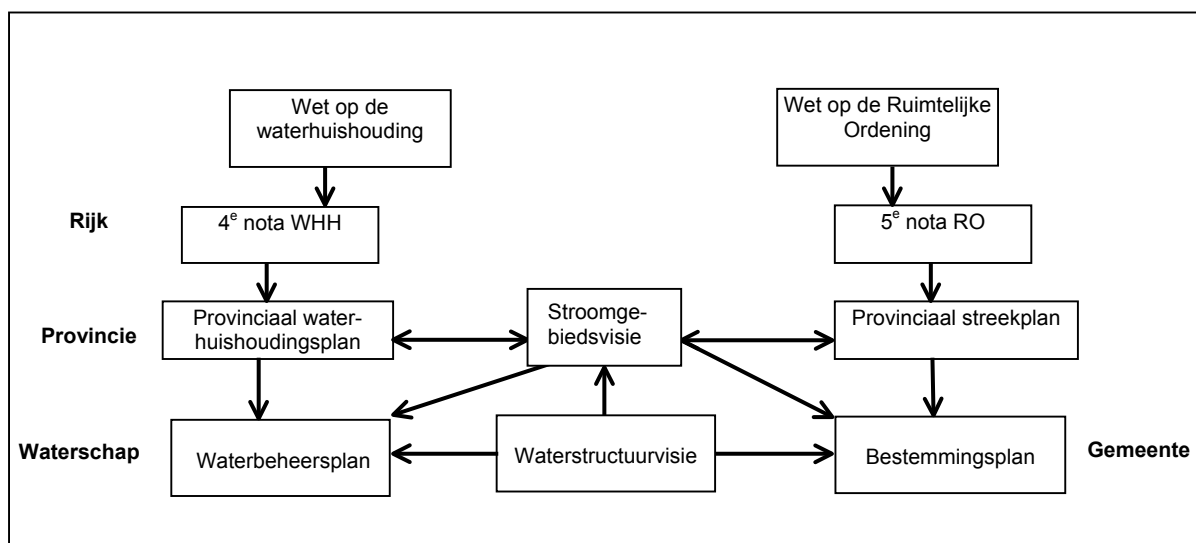 Wet op de
waterhuishouding
Wet op de Ruimtelijke
Ordening
Rijk
4e nota WHH
5e nota RO
Provincie
Provinciaal water-
huishoudingsplan
Stroomge-
biedsvisie
Provinciaal streekplan
Waterschap
Waterbeheersplan
Waterstructuurvisie
Bestemmingsplan
Gemeente